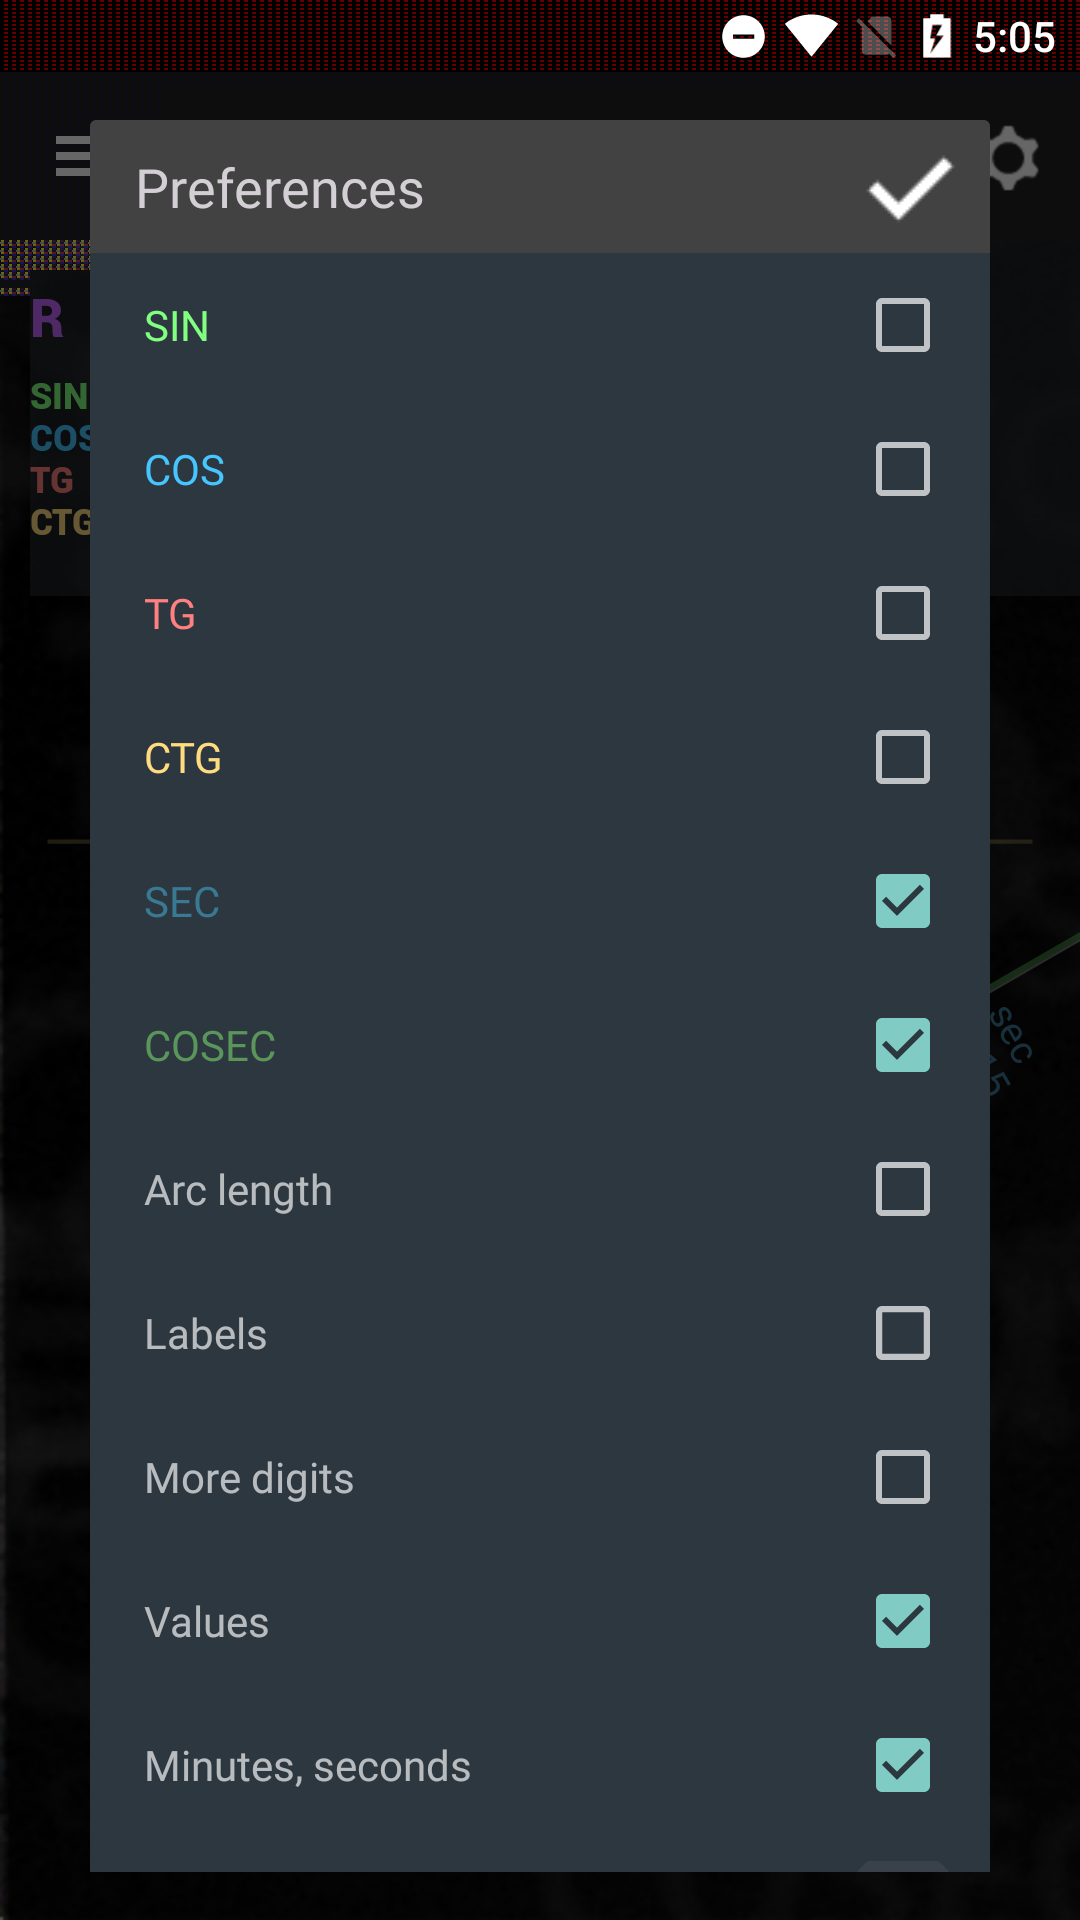 5:05
Preferences
R
SIN
COS
TG
CTG
SIN
COS
TG
CTG
SEC
COSEC
Arc length
Labels
More digits
Values
Minutes, seconds
sec